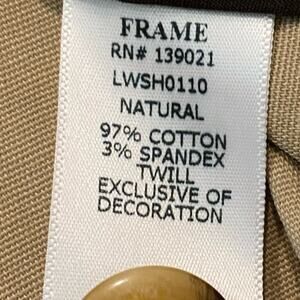 FRAME
RN# 139021
LWSH0110
NATURAL
97% COTTON
3% SPANDEX
TWILL
EXCLUSIVE OF
DECORATION